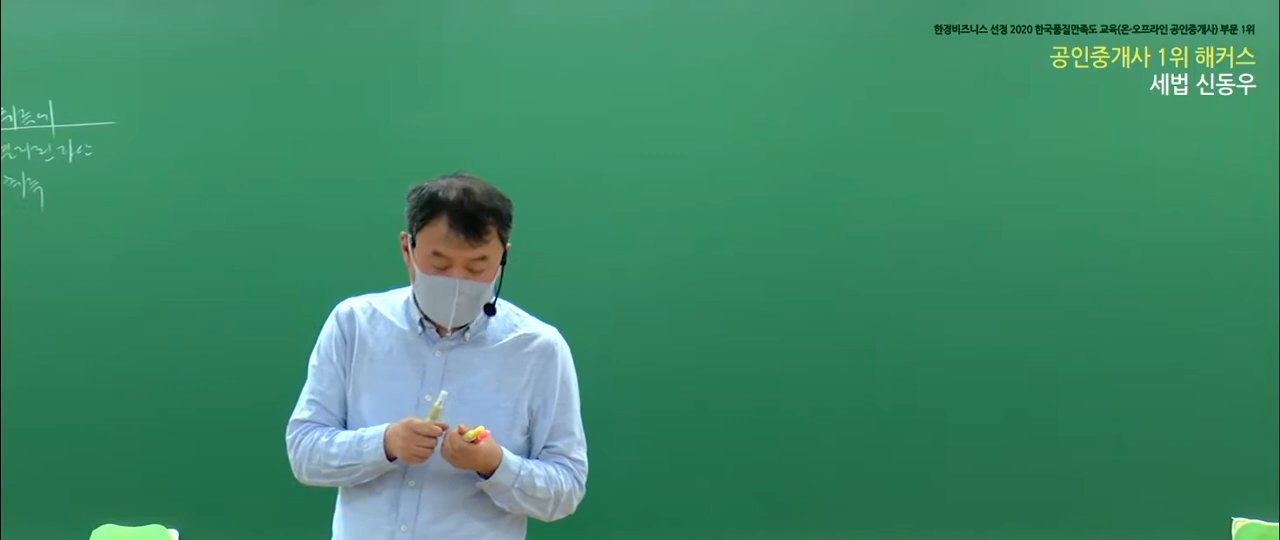 한경비즈니스 선정 2020 한국품질만족도 교육(온·오프라인 공인중개사) 부문 1위
공인중개사 1위 해커스
세법 신동우